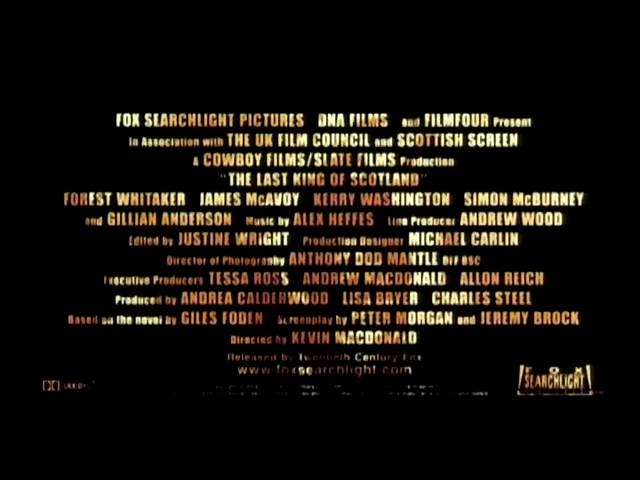 FOX SEARCHLIGHT PICTURES DNA FILMS and FILMFOUR Present
In Association with THE UK FILM COUNCIL and SCOTTISH SCREEN
A COWBOY FILMS/SLATE FILMS Production
"THE LAST KING OF SCOTLAND"
FOREST WHITAKER JAMES McAVOY KERRY WASHINGTON SIMON McBURNEY
and GILLIAN ANDERSON Music by ALEX HEFFES Line Producer ANDREW WOOD
Edited by JUSTINE WRIGHT Production Designer MICHAEL CARLIN
Director of Photography ANTHONY DOD MANTLE DFF BSC
Executive Producers TESSA ROSS ANDREW MACDONALD ALLON REICH
Produced by ANDREA CALDERWOOD LISA BRYER CHARLES STEEL
Based on the novel by GILES FODEN Screenplay by PETER MORGAN and JEREMY BROCK
Directed by KEVIN MACDONALD
Released by Twentieth Century Fox
www.foxsearchlight.com
FOX
SEARCHLIGHT